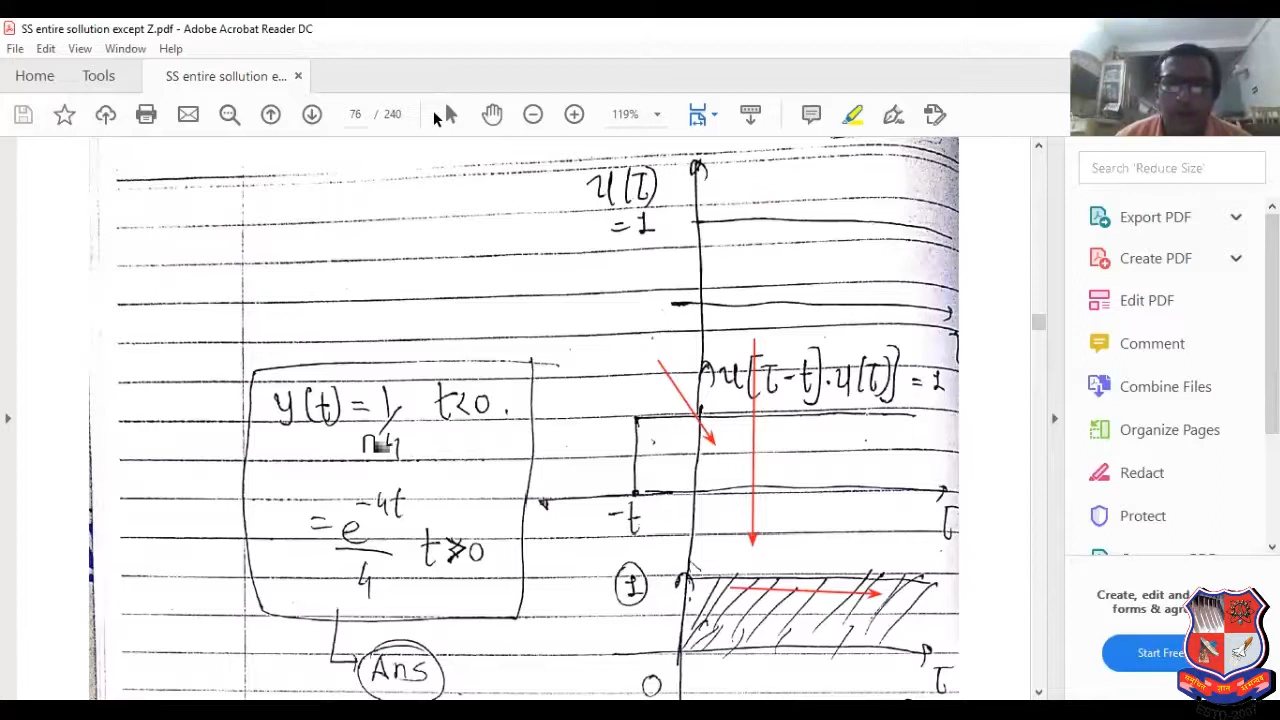 SS entire sollution except Z.pdf - Adobe Acrobat Reader DC
File Edit View Window Help
Home Tools SS entire sollution e... ×
76 / 240 119%
Search 'Reduce Size'
Export PDF
Create PDF
Edit PDF
Comment
Combine Files
Organize Pages
Redact
Protect
Create, edit and
forms & ag
Start Free
u(τ)
= 1
u[τ-t].u(τ)] = 1
-t
τ
1
0
τ
y(t) = 1/4 t<0.
= e^-4t / 4 t>0
Ans